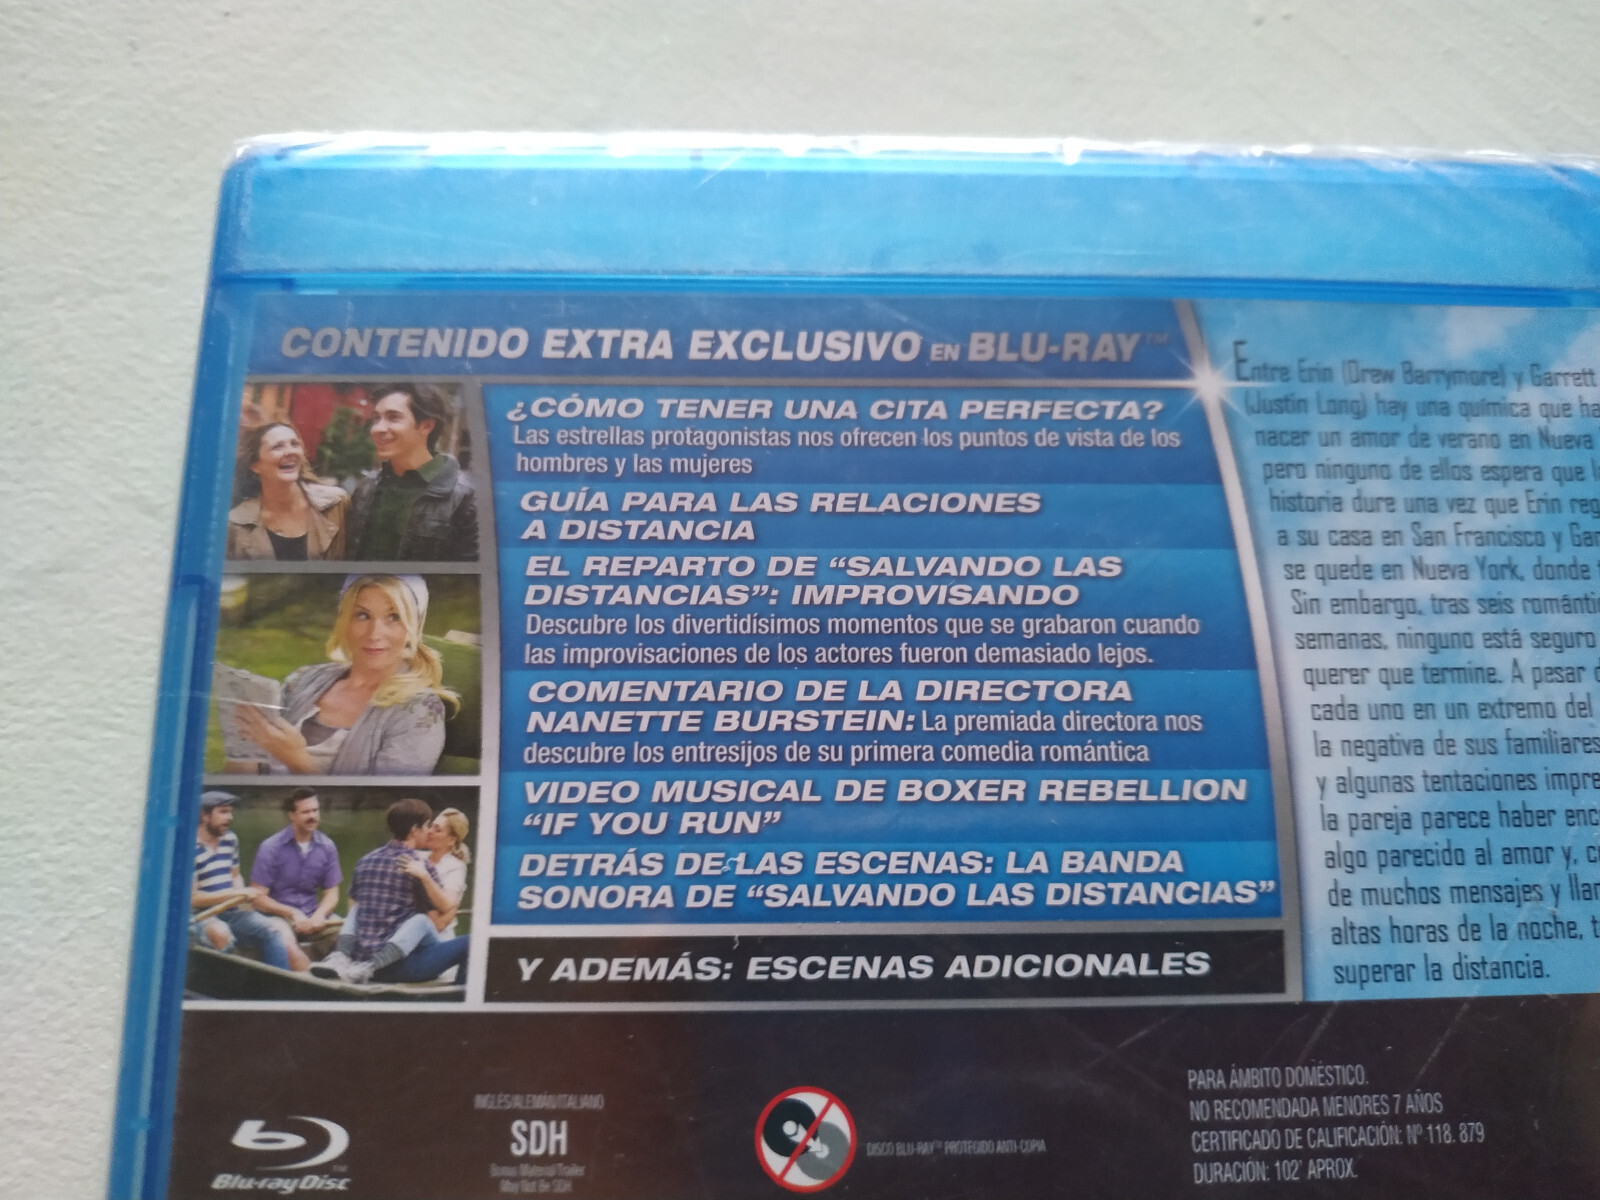 CONTENIDO EXTRA EXCLUSIVO EN BLU-RAY™
¿CÓMO TENER UNA CITA PERFECTA?
Las estrellas protagonistas nos ofrecen los puntos de vista de los
hombres y las mujeres
GUÍA PARA LAS RELACIONES
A DISTANCIA
EL REPARTO DE “SALVANDO LAS
DISTANCIAS”: IMPROVISANDO
Descubre los divertidísimos momentos que se grabaron cuando
las improvisaciones de los actores fueron demasiado lejos.
COMENTARIO DE LA DIRECTORA
NANETTE BURSTEIN: La premiada directora nos
descubre los entresijos de su primera comedia romántica
VIDEO MUSICAL DE BOXER REBELLION
“IF YOU RUN”
DETRÁS DE LAS ESCENAS: LA BANDA
SONORA DE “SALVANDO LAS DISTANCIAS”
Y ADEMÁS: ESCENAS ADICIONALES
Entre Erin (Drew Barrymore) y Garrett
(Justin Long) hay una química que
nacer un amor de verano en Nueva
pero ninguno de ellos espera que
historia dure una vez que Erin
a su casa en San Francisco y
se quede en Nueva York, donde
Sin embargo, tras seis
semanas, ninguno está seguro
querer que termine. A pesar
cada uno en un extremo del
la negativa de sus familiares
y algunas tentaciones
la pareja parece haber
algo parecido al amor y,
de muchos mensajes y
altas horas de la noche,
superar la distancia.
Blu-ray Disc
INGLÉS/ALEMÁN/ITALIANO
SDH
Bonus Material/Trailer
May Not Be SDH
DISCO BLU-RAY™ PROTEGIDO ANTI-COPIA
PARA ÁMBITO DOMÉSTICO.
NO RECOMENDADA MENORES 7 AÑOS
CERTIFICADO DE CALIFICACIÓN: Nº 118. 879
DURACIÓN: 102' APROX.